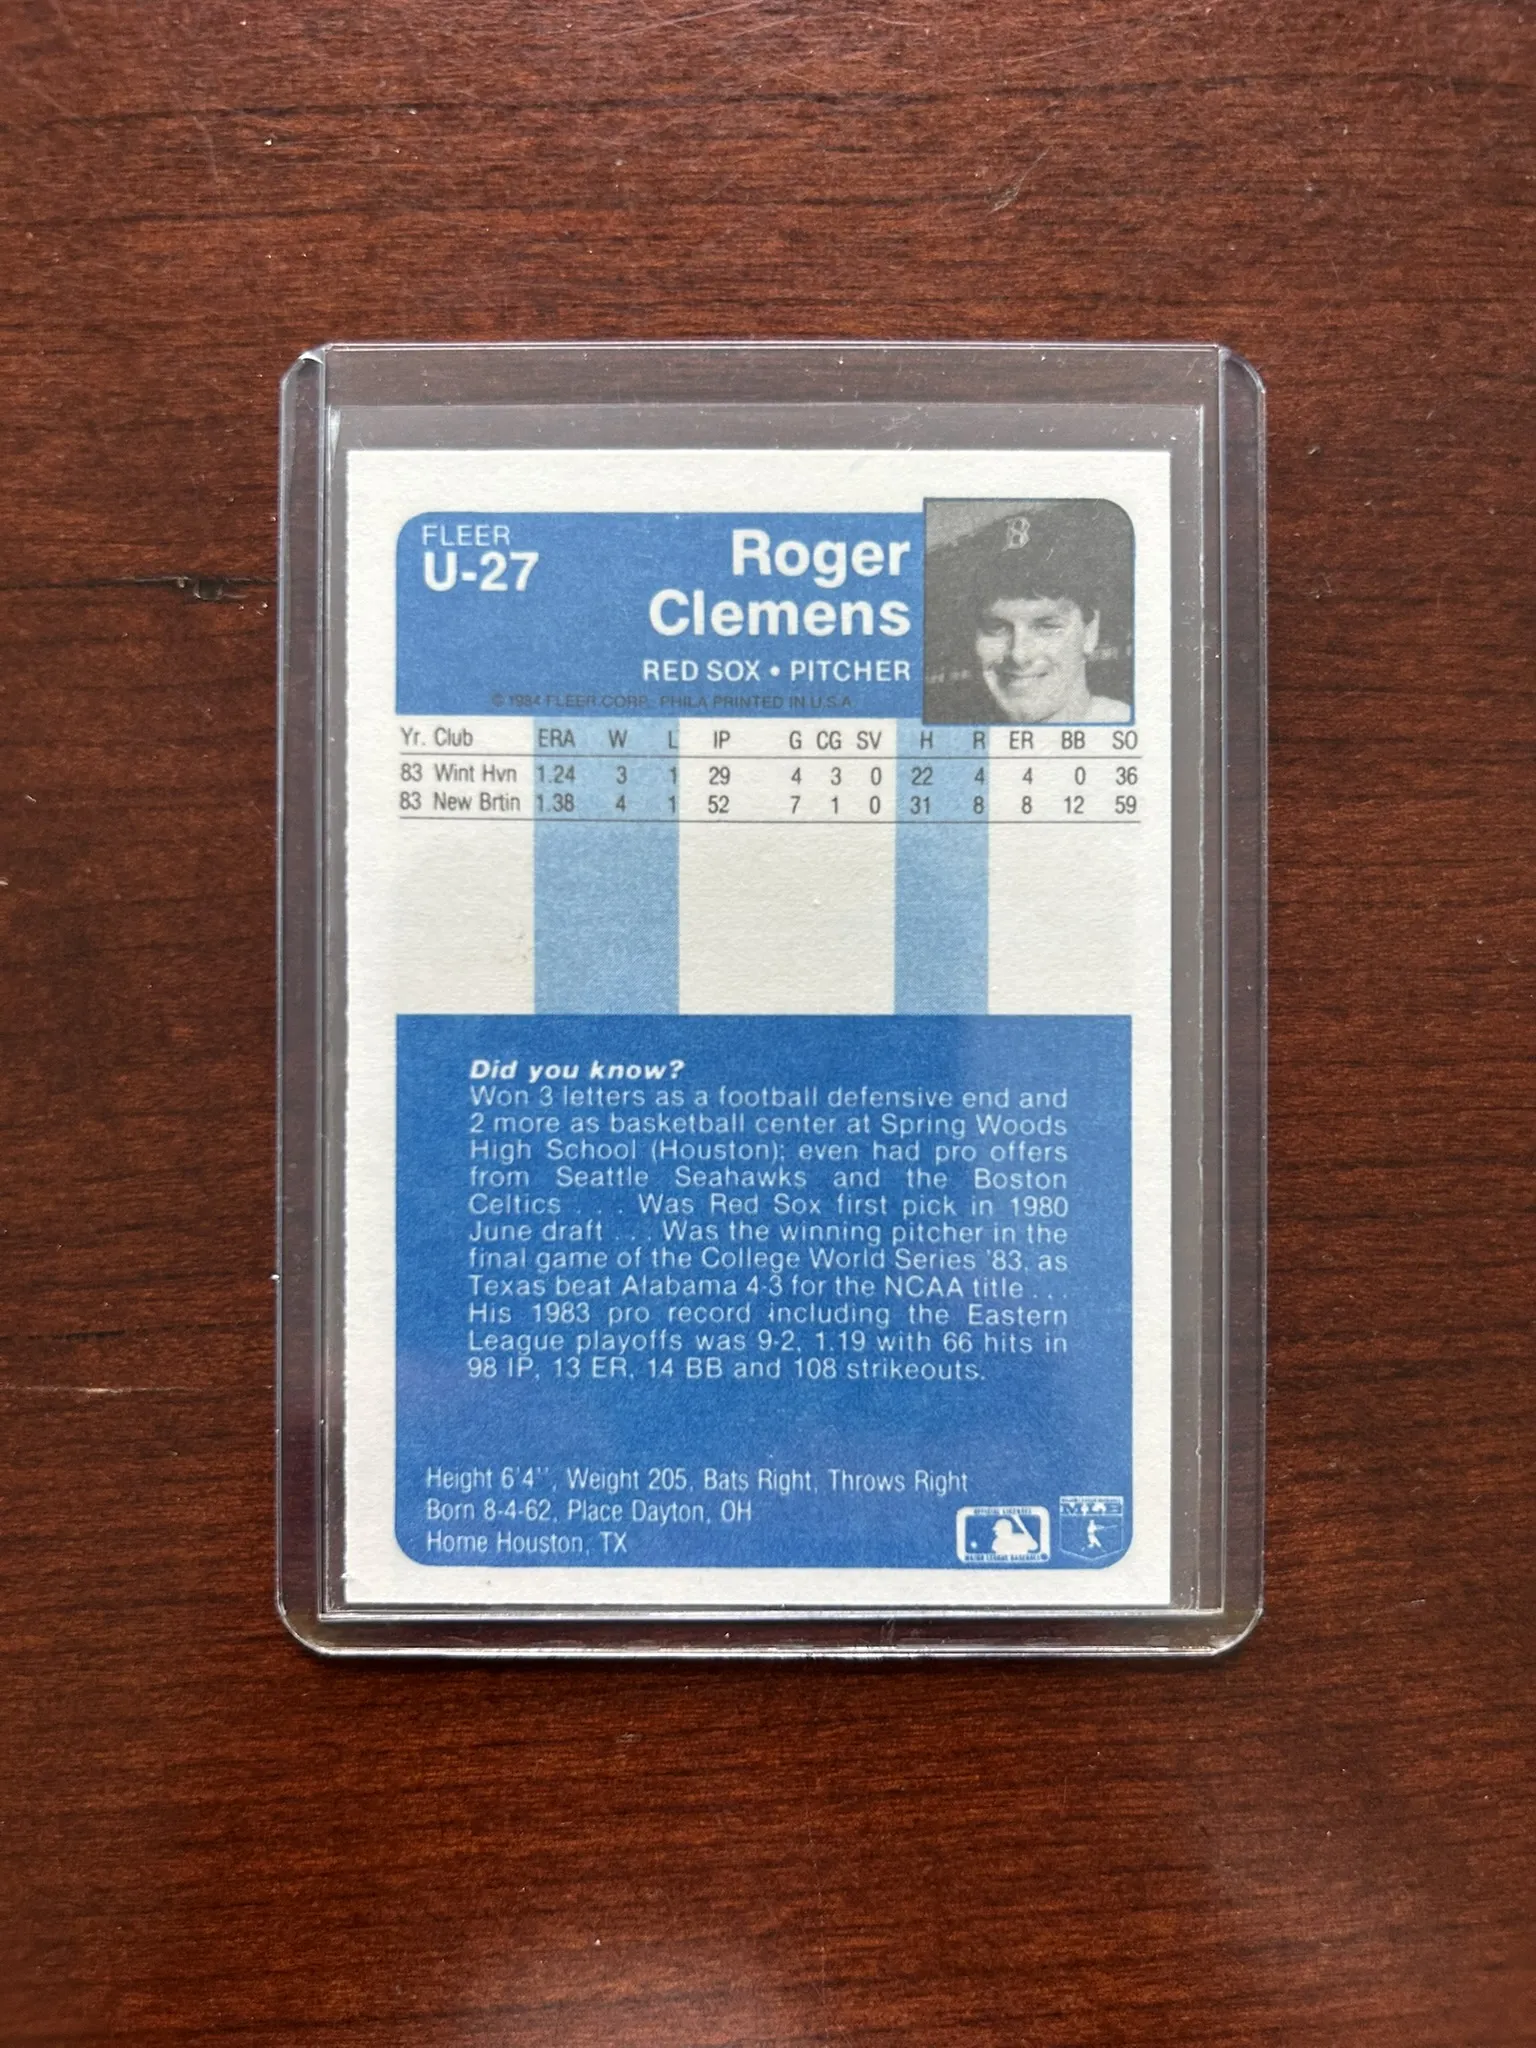 FLEER
U-27
Roger
Clemens
RED SOX • PITCHER
© 1984 FLEER CORP. PHILA PRINTED IN U.S.A.
Yr. Club ERA W L IP G CG SV H R ER BB SO
83 Wint Hvn 1.24 3 1 29 4 3 0 22 4 4 0 36
83 New Brtin 1.38 4 1 52 7 1 0 31 8 8 12 59
Did you know?
Won 3 letters as a football defensive end and
2 more as basketball center at Spring Woods
High School (Houston); even had pro offers
from Seattle Seahawks and the Boston
Celtics . . . Was Red Sox first pick in 1980
June draft . . . Was the winning pitcher in the
final game of the College World Series '83, as
Texas beat Alabama 4-3 for the NCAA title . . .
His 1983 pro record including the Eastern
League playoffs was 9-2, 1.19 with 66 hits in
98 IP, 13 ER, 14 BB and 108 strikeouts.
Height 6'4", Weight 205, Bats Right, Throws Right
Born 8-4-62, Place Dayton, OH
Home Houston, TX
OFFICIAL LICENSEE
MAJOR LEAGUE BASEBALL
MLB